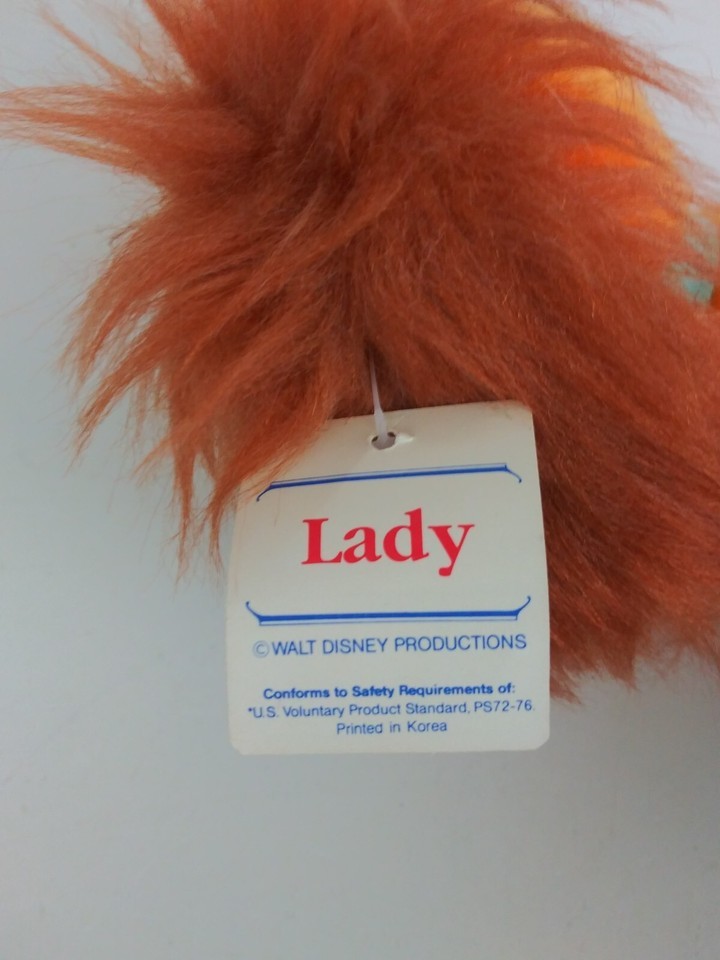 Lady
©WALT DISNEY PRODUCTIONS
Conforms to Safety Requirements of:
*U.S. Voluntary Product Standard, PS72-76.
Printed in Korea